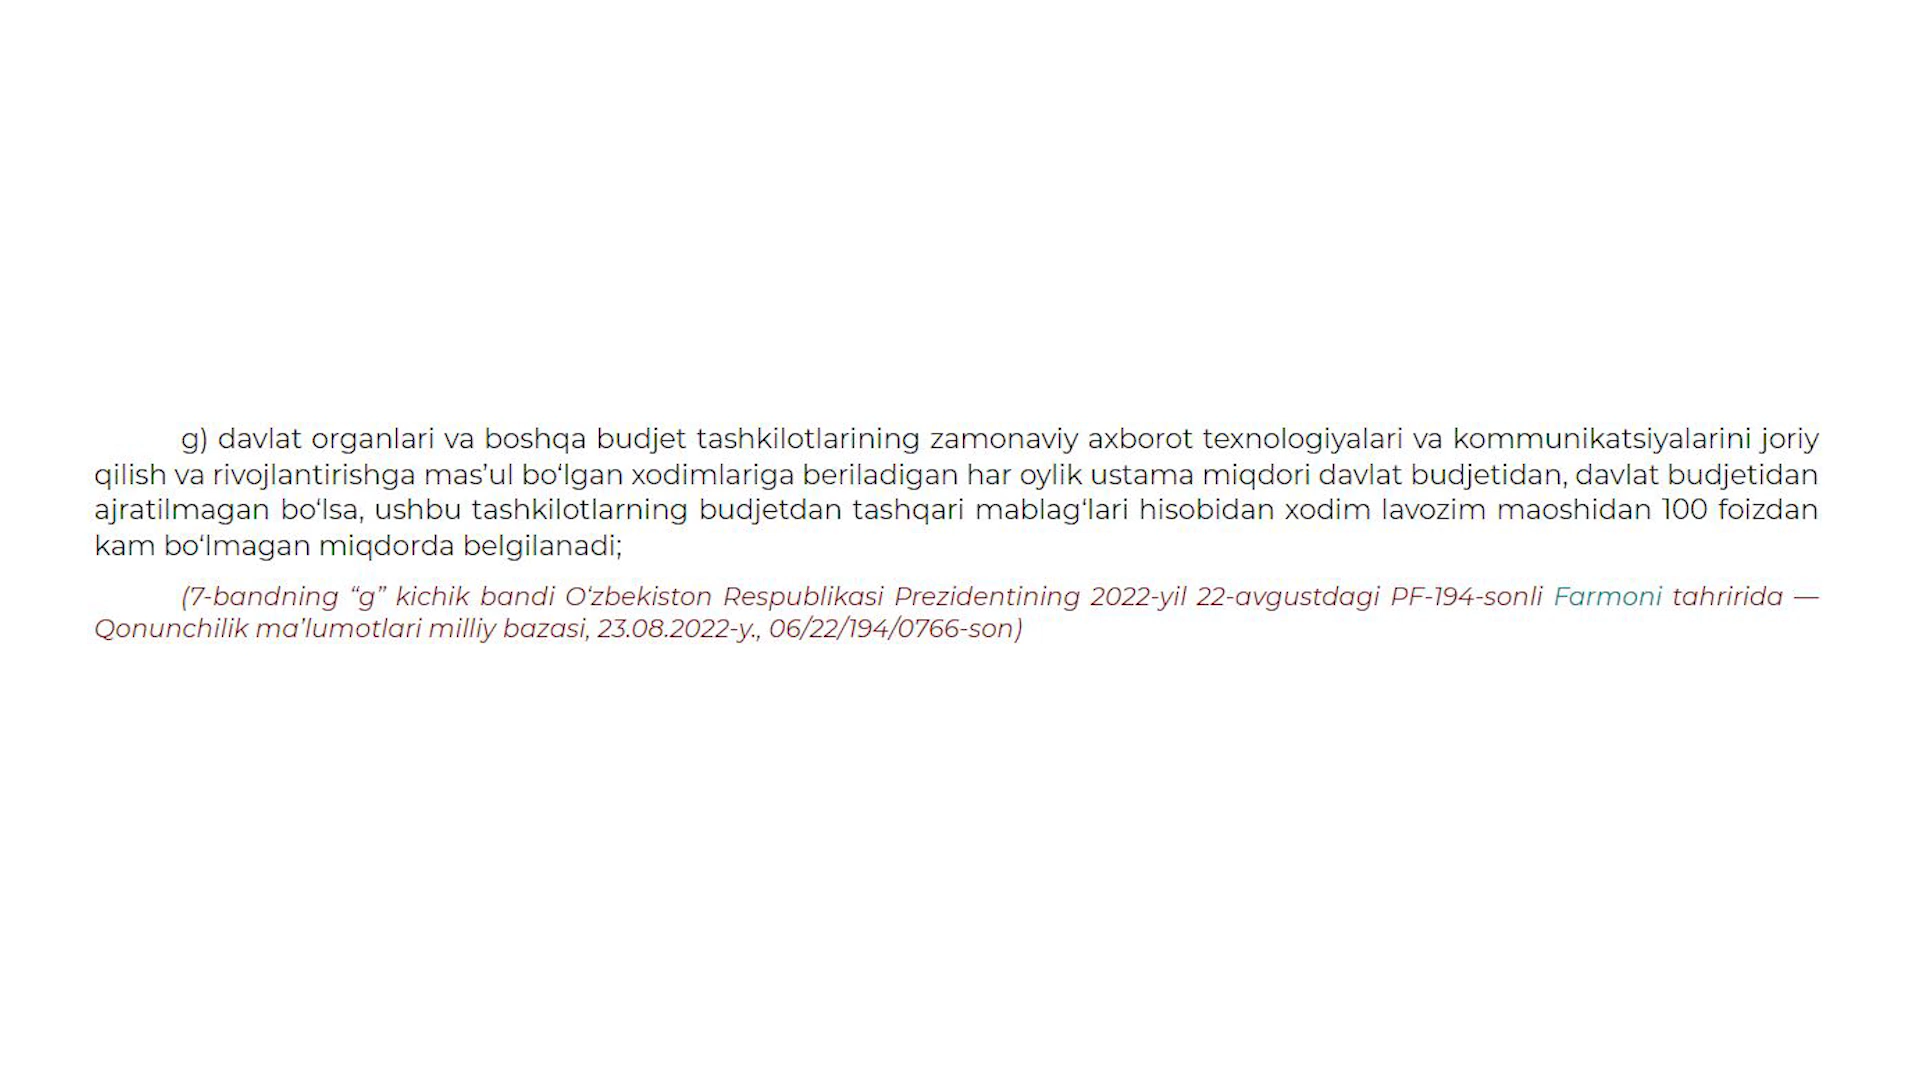 g) davlat organlari va boshqa budjet tashkilotlarining zamonaviy axborot texnologiyalari va kommunikatsiyalarini joriy
qilish va rivojlantirishga mas’ul bo‘lgan xodimlariga beriladigan har oylik ustama miqdori davlat budjetidan, davlat budjetidan
ajratilmagan bo‘lsa, ushbu tashkilotlarning budjetdan tashqari mablag‘lari hisobidan xodim lavozim maoshidan 100 foizdan
kam bo‘lmagan miqdorda belgilanadi;
(7-bandning “g” kichik bandi O‘zbekiston Respublikasi Prezidentining 2022-yil 22-avgustdagi PF-194-sonli Farmoni tahririda —
Qonunchilik ma’lumotlari milliy bazasi, 23.08.2022-y., 06/22/194/0766-son)